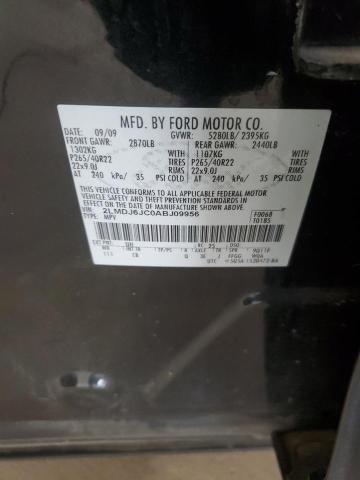 MFD. BY FORD MOTOR CO.
DATE: 09/09 GVWR: 5280LB/ 2395KG
FRONT GAWR: 2870LB REAR GAWR: 2440LB
1302KG 1107KG
P265/40R22 TIRES P265/40R22 TIRES
22x9.0J RIMS 22x9.0J RIMS
AT 240 kPa/ 35 PSI COLD AT 240 kPa/ 35 PSI COLD
THIS VEHICLE CONFORMS TO ALL APPLICABLE FEDERAL MOTOR
VEHICLE SAFETY AND THEFT PREVENTION STANDARDS IN EFFECT ON THE DATE OF MANUFACTURE SHOWN ABOVE.
VIN: 2LMDJ6JC0ABJ09956 F0068
TYPE: MPV T0185
UTC